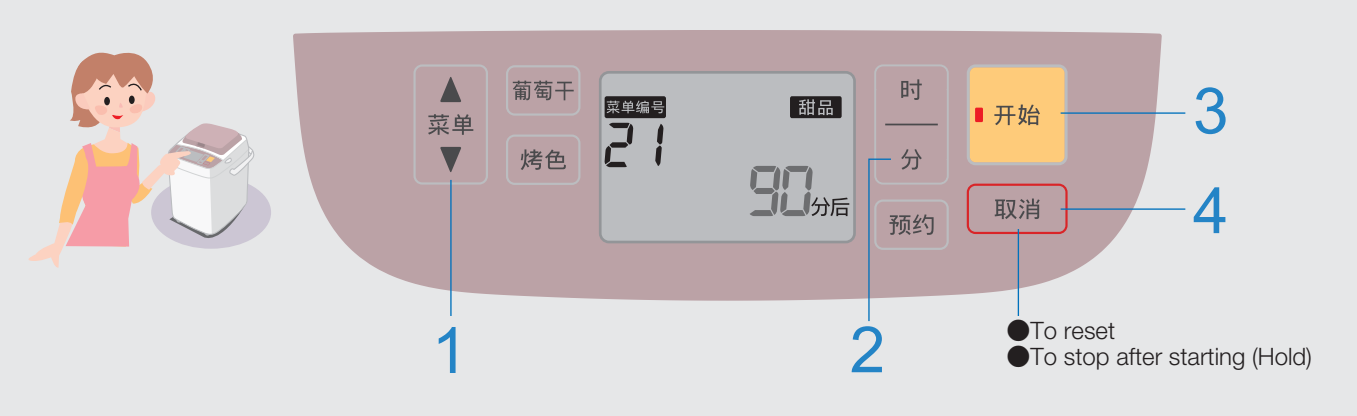 ▲
菜单
▼
葡萄干
烤色
菜单编号
21
甜品
90分后
时
分
预约
开始
取消
1
2
3
4
●To reset
●To stop after starting (Hold)